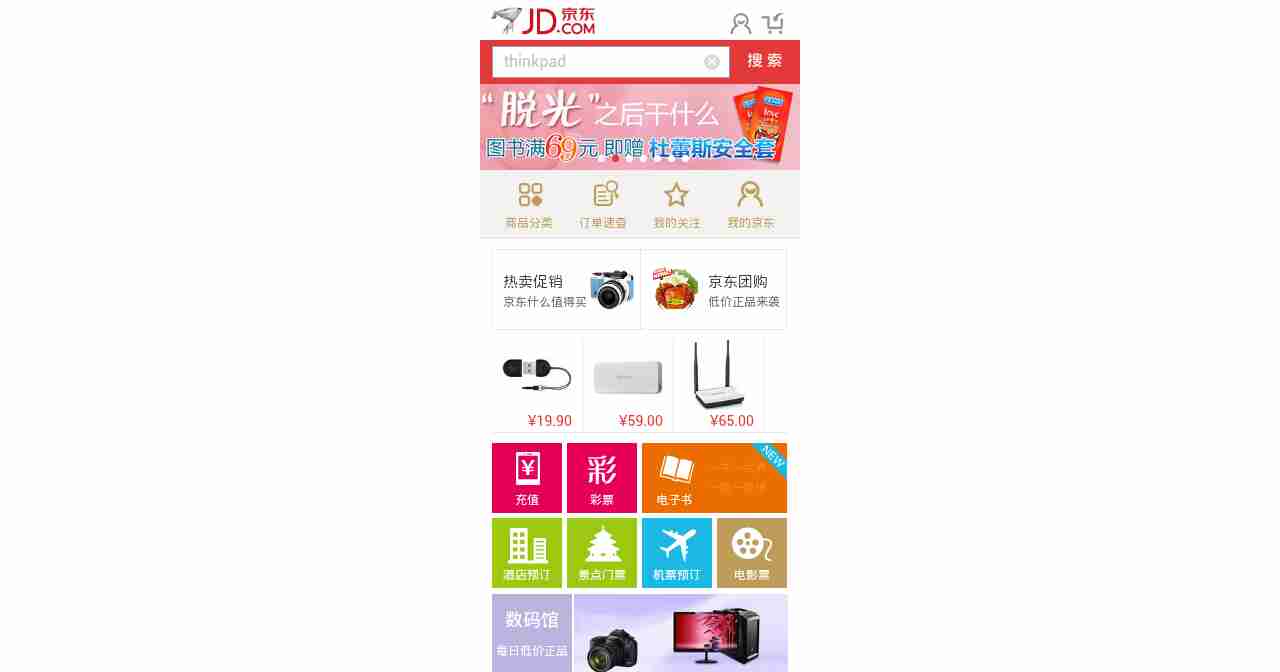 JD 京东
.COM
thinkpad
搜 索
“脱光”之后干什么
love
图书满69元 即赠 杜蕾斯安全套
商品分类 订单速查 我的关注 我的京东
热卖促销
京东什么值得买
京东团购
低价正品来袭
¥19.90 ¥59.00 ¥65.00
NEW
¥
彩
充值 彩票 电子书
酒店预订 景点门票 机票预订 电影票
数码馆
每日低价正品